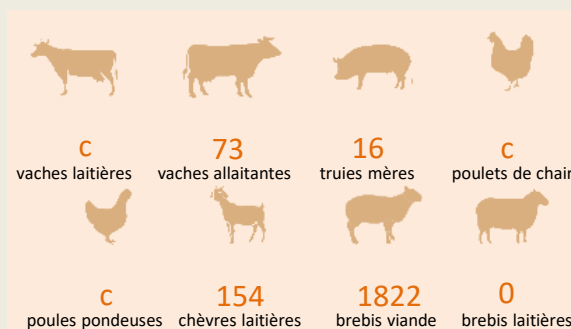 c 73 16 c
vaches laitières vaches allaitantes truies mères poulets de chair
c 154 1822 0
poules pondeuses chèvres laitières brebis viande brebis laitières